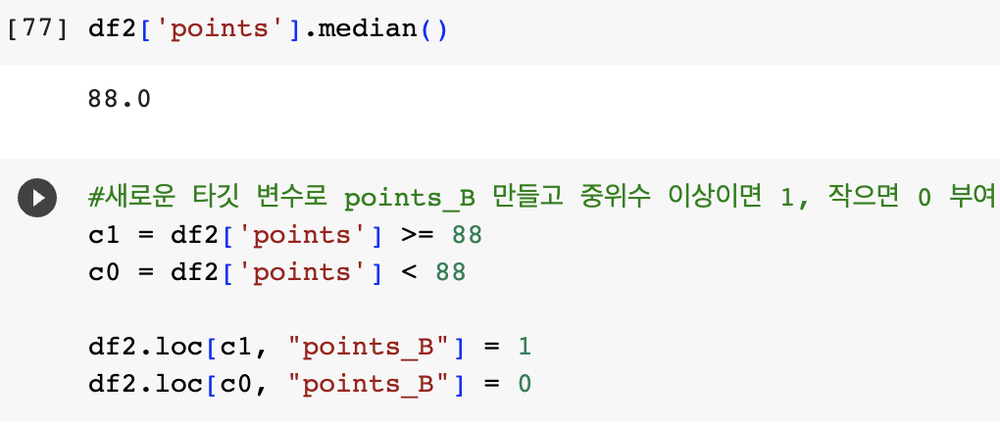 [77] df2['points'].median()
88.0
#새로운 타깃 변수로 points_B 만들고 중위수 이상이면 1, 작으면 0 부여
c1 = df2['points'] >= 88
c0 = df2['points'] < 88
df2.loc[c1, "points_B"] = 1
df2.loc[c0, "points_B"] = 0